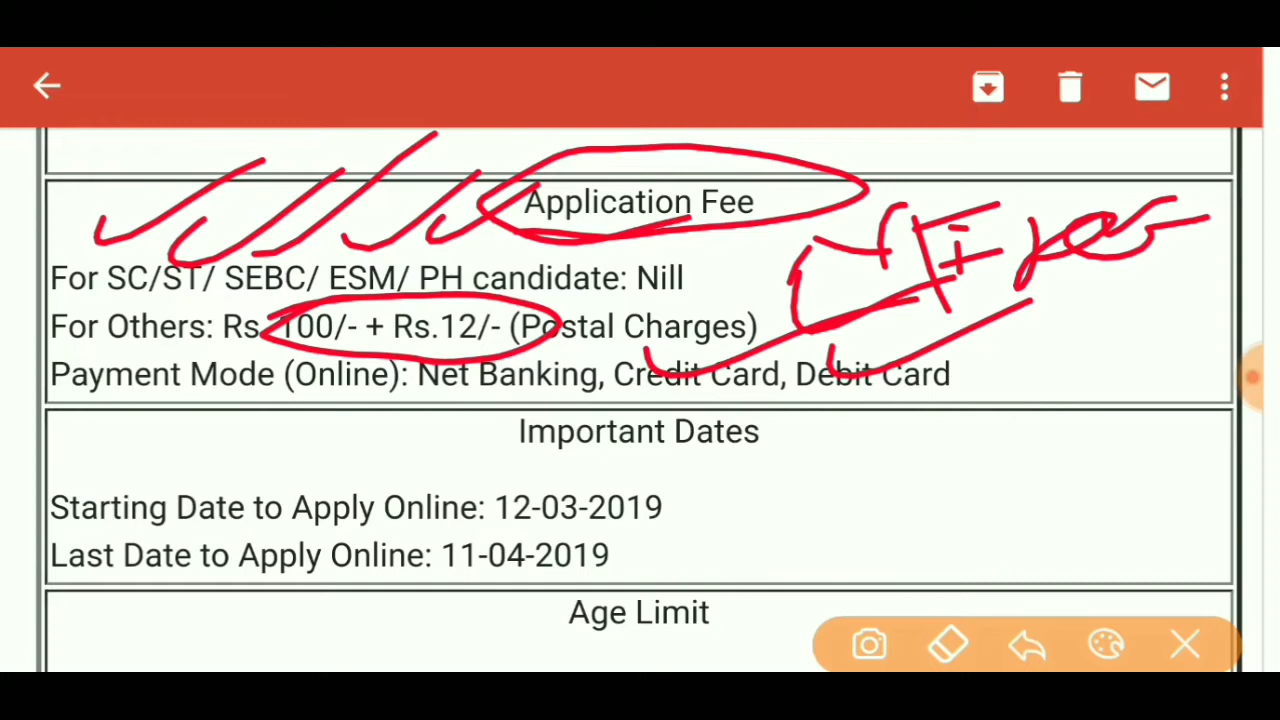 Application Fee
For SC/ST/ SEBC/ ESM/ PH candidate: Nill
For Others: Rs. 100/- + Rs.12/- (Postal Charges)
Payment Mode (Online): Net Banking, Credit Card, Debit Card
Important Dates
Starting Date to Apply Online: 12-03-2019
Last Date to Apply Online: 11-04-2019
Age Limit